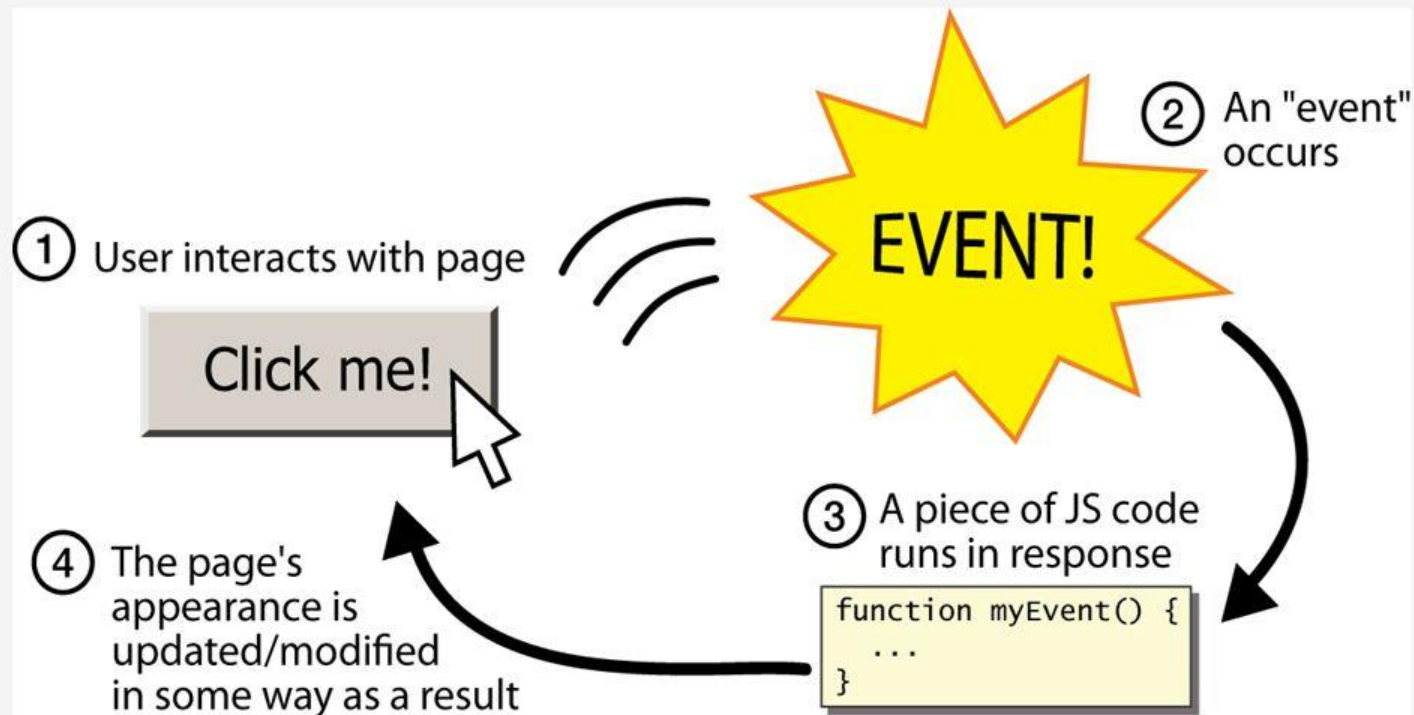 1 User interacts with page
Click me!
EVENT!
2 An "event"
occurs
3 A piece of JS code
runs in response
function myEvent() {
...
}
4 The page's
appearance is
updated/modified
in some way as a result